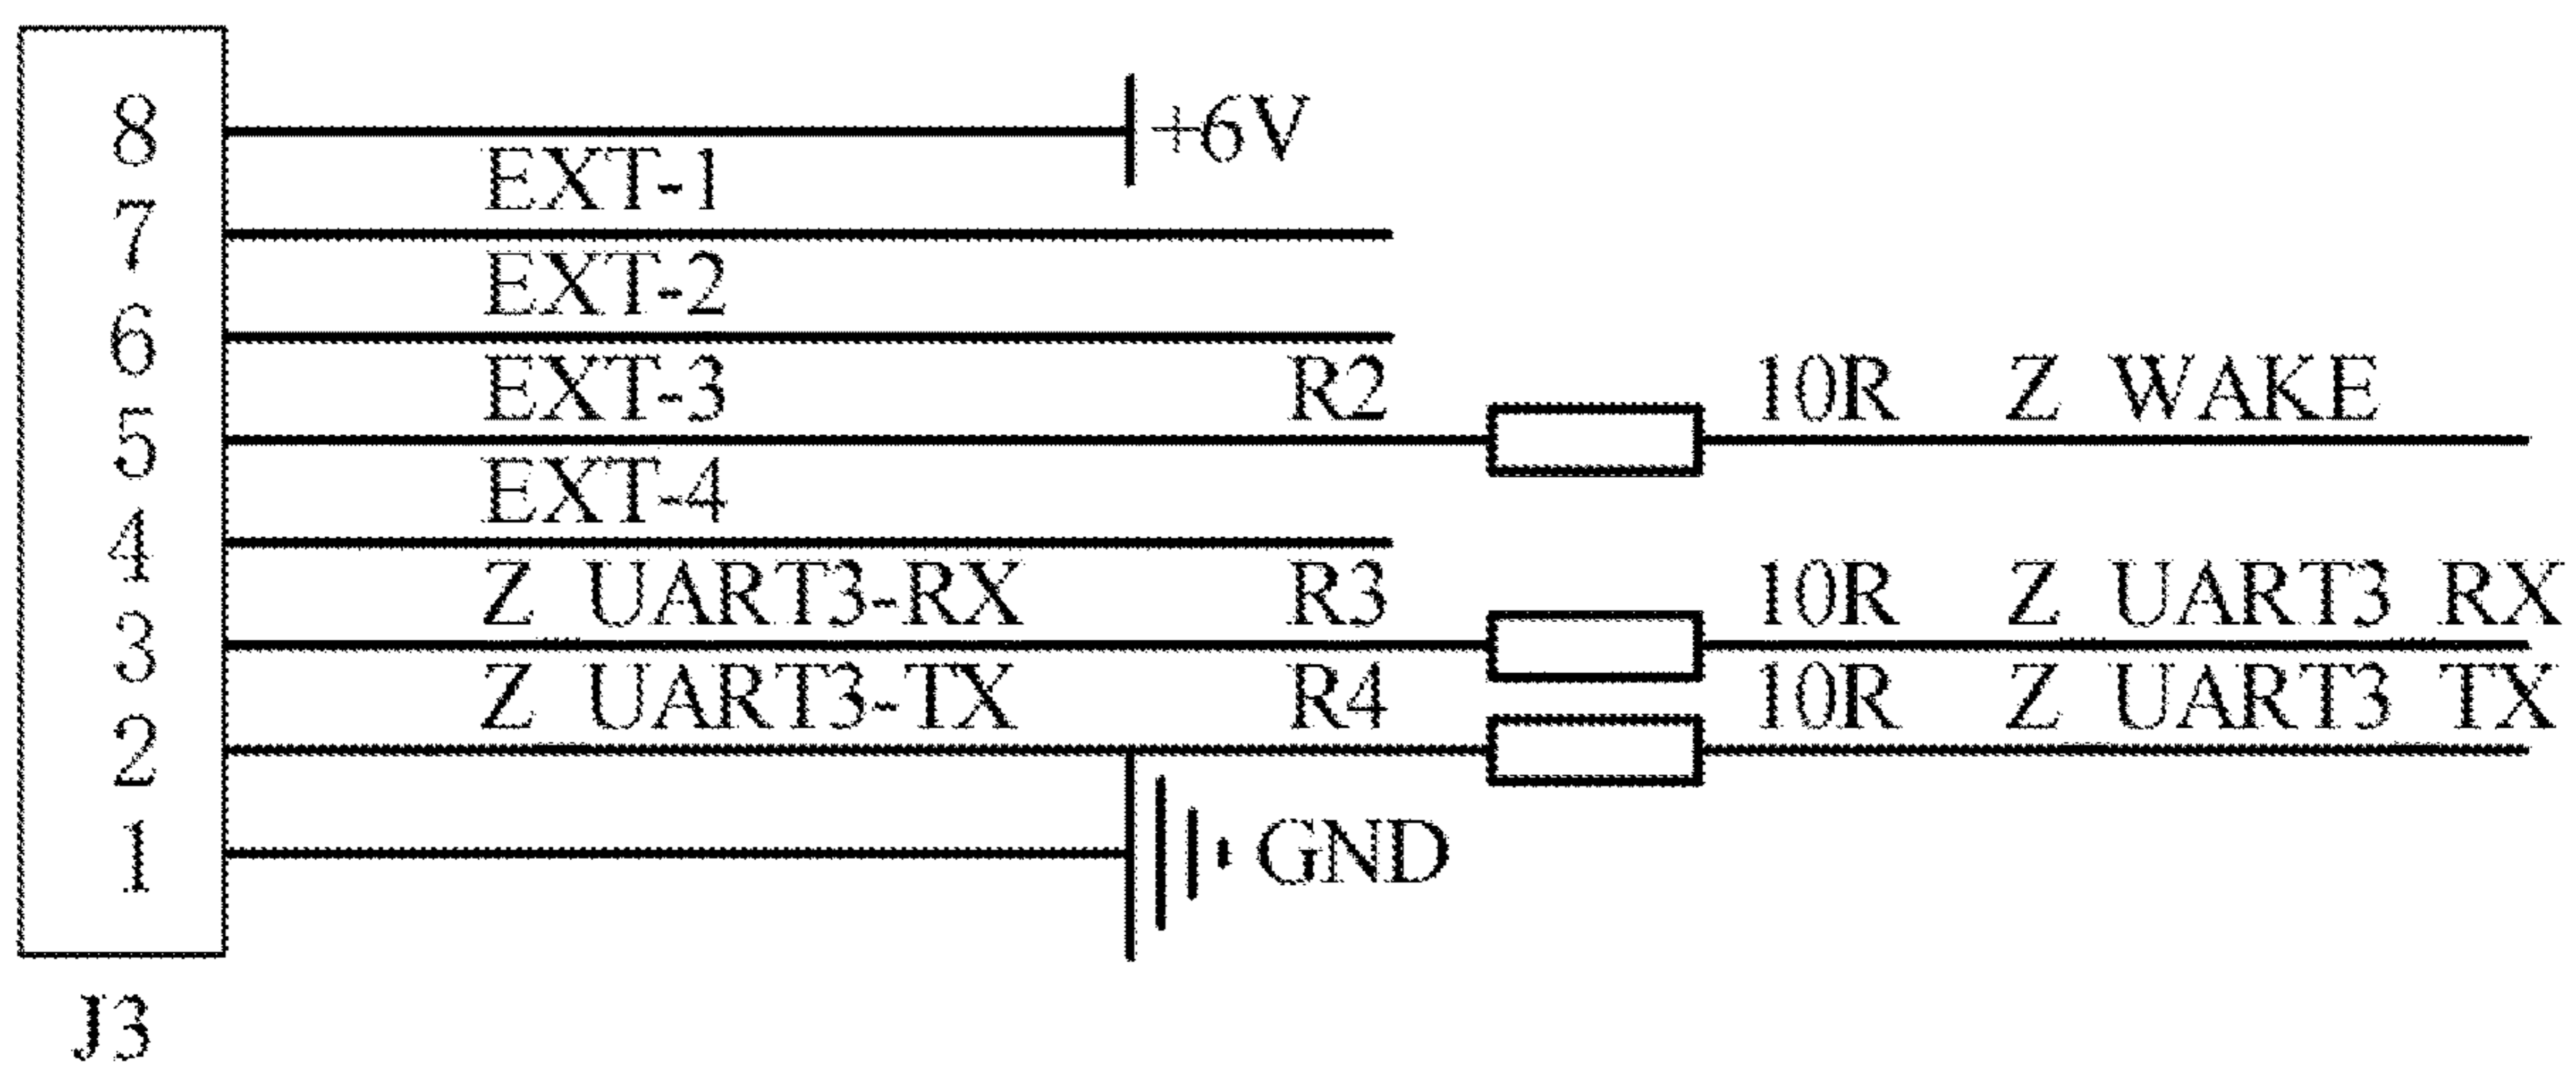 8 +6V
EXT-1
7
EXT-2
6
EXT-3 R2 10R Z WAKE
5
EXT-4
4
Z UART3-RX R3 10R Z UART3 RX
3
Z UART3-TX R4 10R Z UART3 TX
2
1 GND
J3